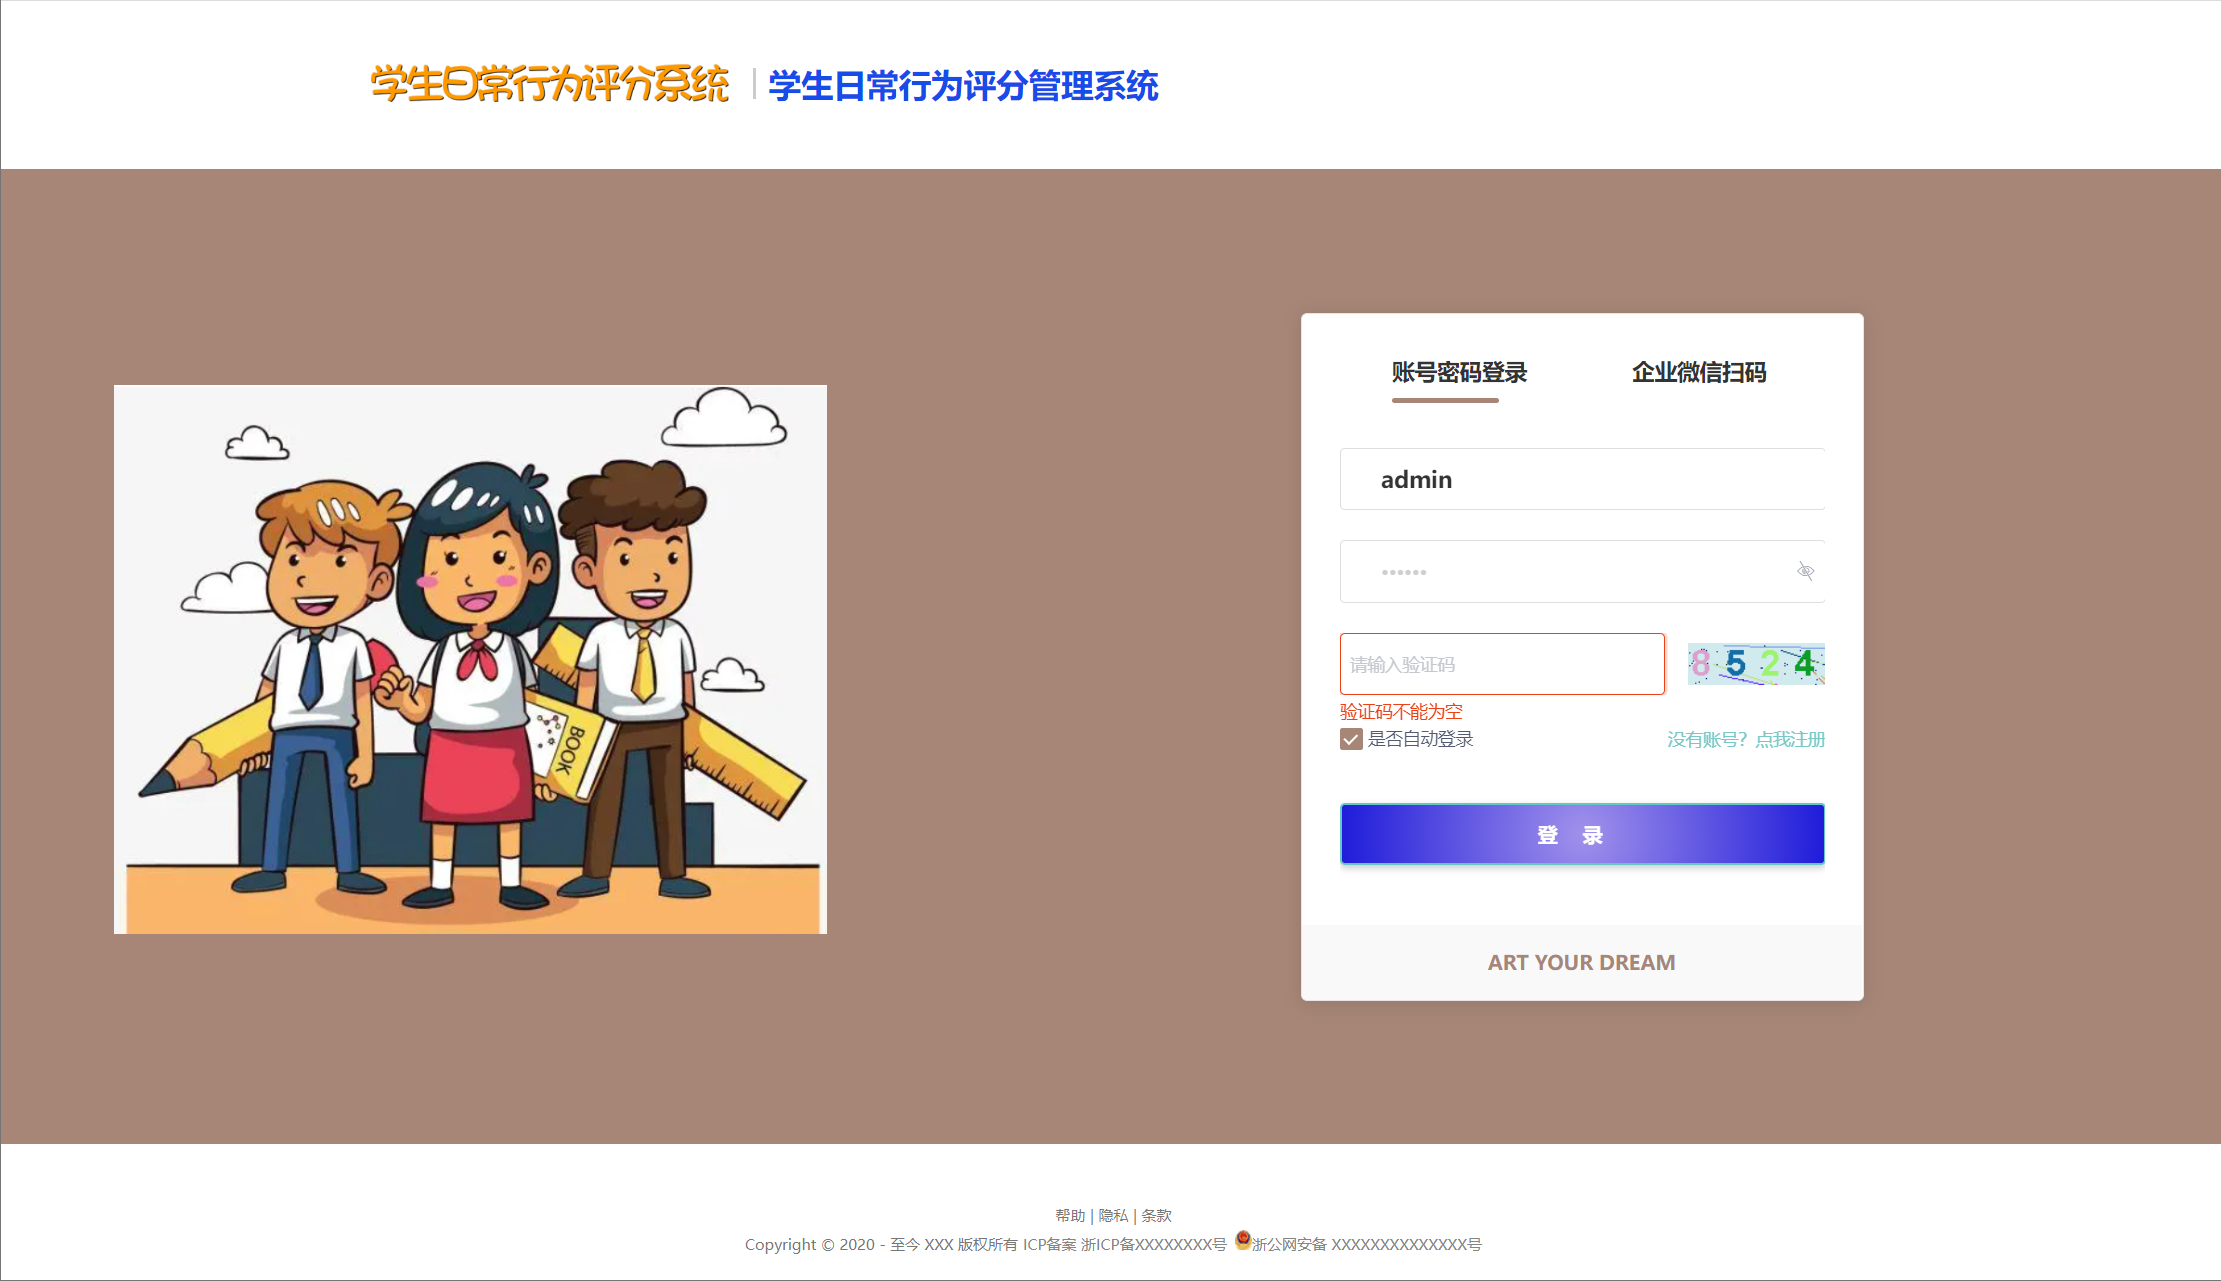 学生日常行为评分系统 | 学生日常行为评分管理系统
账号密码登录 企业微信扫码
admin
••••••
请输入验证码 8 5 2 4
验证码不能为空
是否自动登录 没有账号？点我注册
登 录
BOOK
ART YOUR DREAM
帮助 | 隐私 | 条款
Copyright © 2020 - 至今 XXX 版权所有 ICP备案 浙ICP备XXXXXXXX号 浙公网安备 XXXXXXXXXXXXXX号